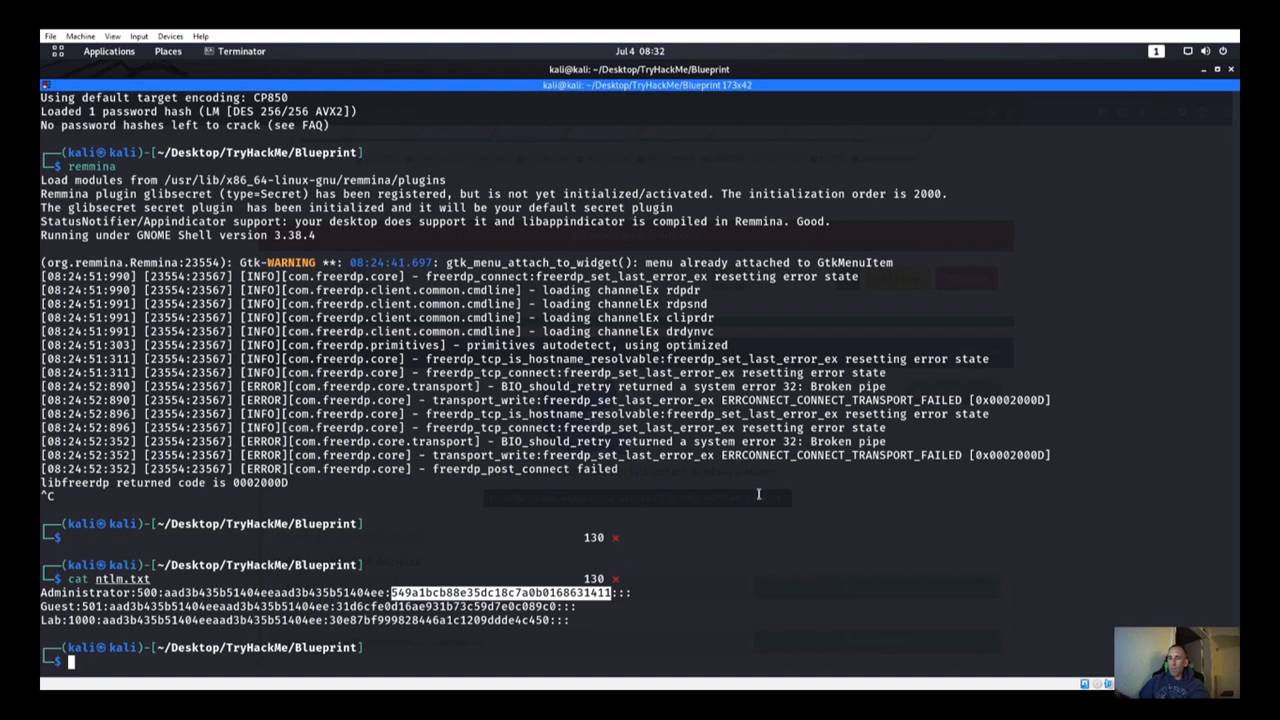 File Machine View Input Devices Help
Applications Places Terminator Jul 4 08:32 1
kali@kali: ~/Desktop/TryHackMe/Blueprint
kali@kali: ~/Desktop/TryHackMe/Blueprint 173x42
Using default target encoding: CP850
Loaded 1 password hash (LM [DES 256/256 AVX2])
No password hashes left to crack (see FAQ)
(kali㉿kali)-[~/Desktop/TryHackMe/Blueprint]
$ remmina
Load modules from /usr/lib/x86_64-linux-gnu/remmina/plugins
Remmina plugin glibsecret (type=Secret) has been registered, but is not yet initialized/activated. The initialization order is 2000.
The glibsecret secret plugin  has been initialized and it will be your default secret plugin
StatusNotifier/Appindicator support: your desktop does support it and libappindicator is compiled in Remmina. Good.
Running under GNOME Shell version 3.38.4
(org.remmina.Remmina:23554): Gtk-WARNING **: 08:24:41.697: gtk_menu_attach_to_widget(): menu already attached to GtkMenuItem
[08:24:51:990] [23554:23567] [INFO][com.freerdp.core] - freerdp_connect:freerdp_set_last_error_ex resetting error state
[08:24:51:990] [23554:23567] [INFO][com.freerdp.client.common.cmdline] - loading channelEx rdpdr
[08:24:51:991] [23554:23567] [INFO][com.freerdp.client.common.cmdline] - loading channelEx rdpsnd
[08:24:51:991] [23554:23567] [INFO][com.freerdp.client.common.cmdline] - loading channelEx cliprdr
[08:24:51:991] [23554:23567] [INFO][com.freerdp.client.common.cmdline] - loading channelEx drdynvc
[08:24:51:303] [23554:23567] [INFO][com.freerdp.primitives] - primitives autodetect, using optimized
[08:24:51:311] [23554:23567] [INFO][com.freerdp.core] - freerdp_tcp_is_hostname_resolvable:freerdp_set_last_error_ex resetting error state
[08:24:51:311] [23554:23567] [INFO][com.freerdp.core] - freerdp_tcp_connect:freerdp_set_last_error_ex resetting error state
[08:24:52:890] [23554:23567] [ERROR][com.freerdp.core.transport] - BIO_should_retry returned a system error 32: Broken pipe
[08:24:52:890] [23554:23567] [ERROR][com.freerdp.core] - transport_write:freerdp_set_last_error_ex ERRCONNECT_CONNECT_TRANSPORT_FAILED [0x0002000D]
[08:24:52:896] [23554:23567] [INFO][com.freerdp.core] - freerdp_tcp_is_hostname_resolvable:freerdp_set_last_error_ex resetting error state
[08:24:52:896] [23554:23567] [INFO][com.freerdp.core] - freerdp_tcp_connect:freerdp_set_last_error_ex resetting error state
[08:24:52:352] [23554:23567] [ERROR][com.freerdp.core.transport] - BIO_should_retry returned a system error 32: Broken pipe
[08:24:52:352] [23554:23567] [ERROR][com.freerdp.core] - transport_write:freerdp_set_last_error_ex ERRCONNECT_CONNECT_TRANSPORT_FAILED [0x0002000D]
[08:24:52:352] [23554:23567] [ERROR][com.freerdp.core] - freerdp_post_connect failed
libfreerdp returned code is 0002000D
^C
(kali㉿kali)-[~/Desktop/TryHackMe/Blueprint]
$ 130 ⨯
(kali㉿kali)-[~/Desktop/TryHackMe/Blueprint]
$ cat ntlm.txt 130 ⨯
Administrator:500:aad3b435b51404eeaad3b435b51404ee:549a1bcb88e35dc18c7a0b0168631411:::
Guest:501:aad3b435b51404eeaad3b435b51404ee:31d6cfe0d16ae931b73c59d7e0c089c0:::
Lab:1000:aad3b435b51404eeaad3b435b51404ee:30e87bf999828446a1c1209ddde4c450:::
(kali㉿kali)-[~/Desktop/TryHackMe/Blueprint]
$